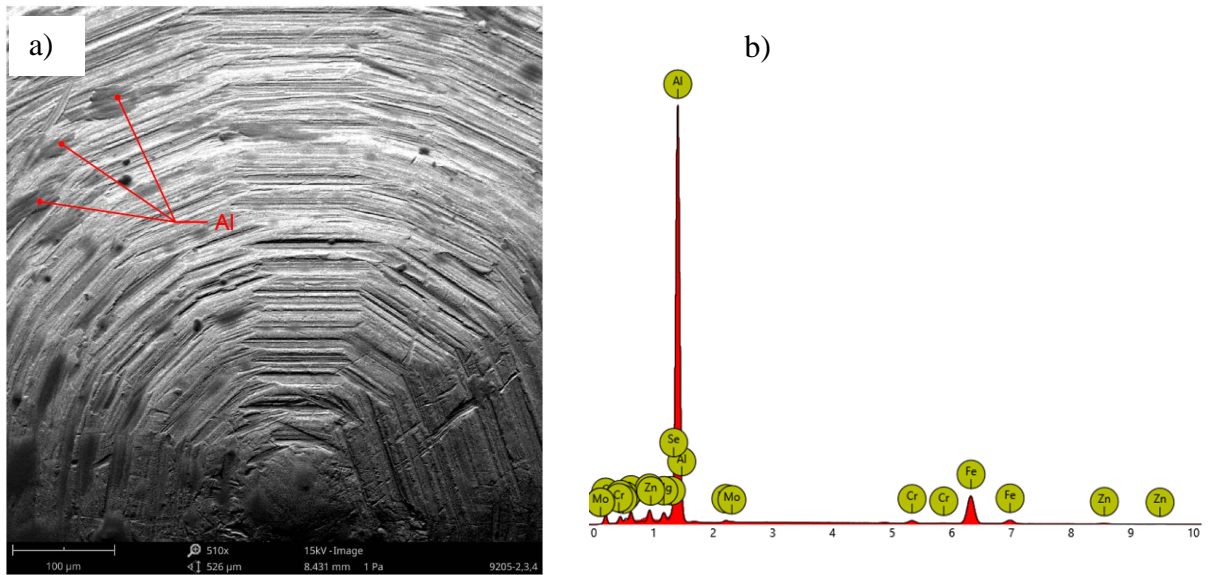 a)
b)
Al
Al
Se
Al
Mo
Cr
Zn
Mo
Cr
Cr
Fe
Fe
Zn
Zn
0 1 2 3 4 5 6 7 8 9 10
510x 15kV - Image
100 µm 526 µm 8.431 mm 1 Pa 9205-2,3,4